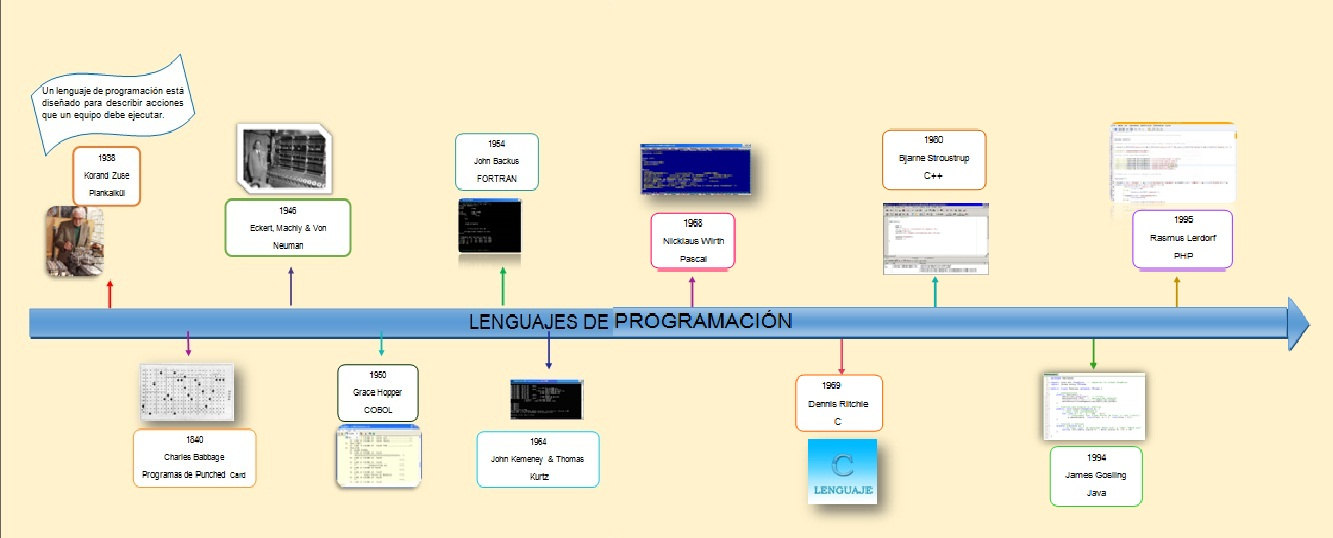 Un lenguaje de programación está
diseñado para describir acciones
que un equipo debe ejecutar.
1938
Korand Zuse
Plankalkül
1946
Eckert, Machly & Von
Neuman
1954
John Backus
FORTRAN
1968
Nicklaus Wirth
Pascal
1980
Bjarne Stroustrup
C++
1995
Rasmus Lerdorf
PHP
LENGUAJES DE PROGRAMACIÓN
1840
Charles Babbage
Programas de Punched Card
1950
Grace Hopper
COBOL
1964
John Kemeney & Thomas
Kurtz
1969
Dennis Ritchie
C
C
LENGUAJE
1994
James Gosling
Java